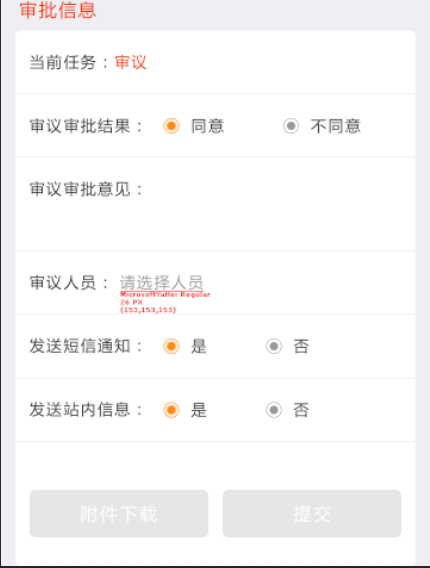 审批信息
当前任务：审议
审议审批结果： 同意 不同意
审议审批意见：
审议人员： 请选择人员
MicrosoftYaHei Regular
26 PX
(153,153,153)
发送短信通知： 是 否
发送站内信息： 是 否
附件下载 提交